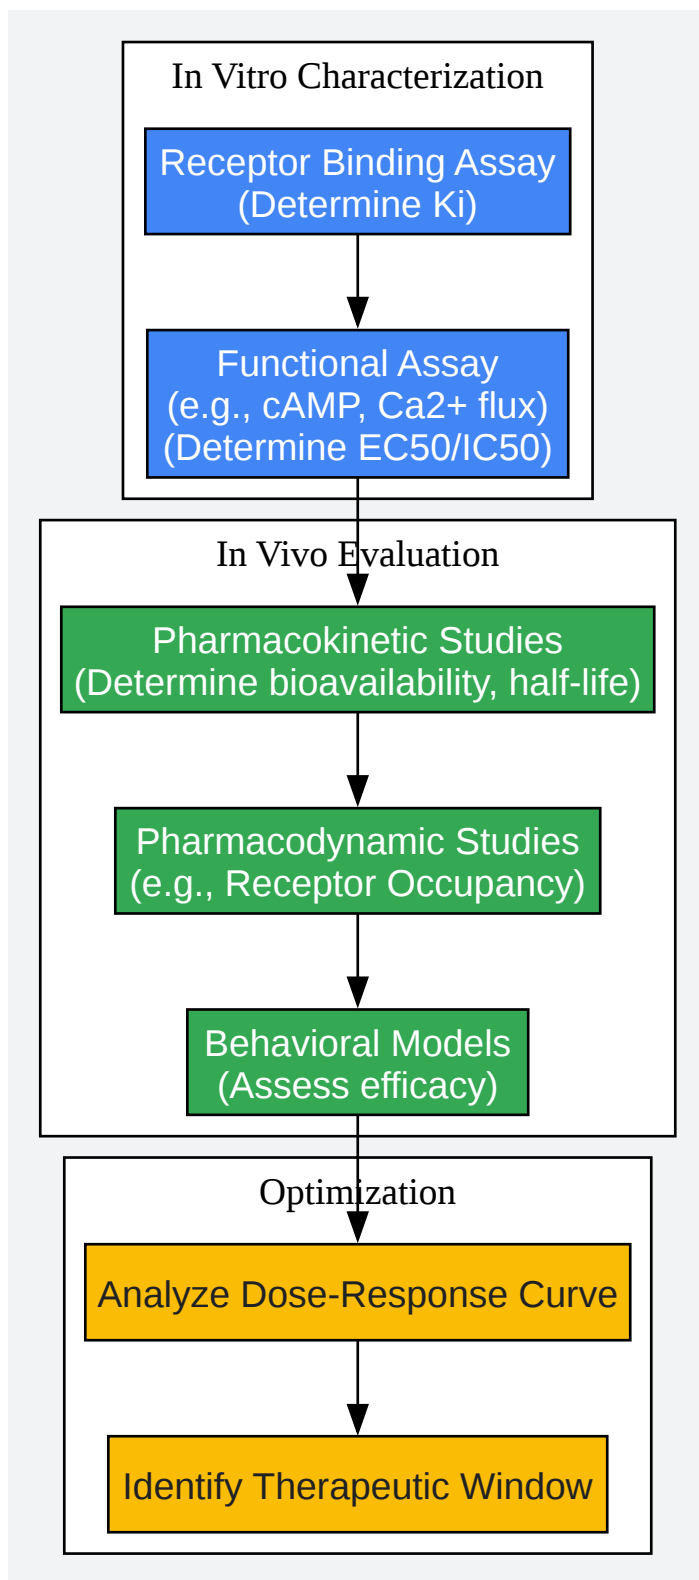 In Vitro Characterization
Receptor Binding Assay
(Determine Ki)
Functional Assay
(e.g., cAMP, Ca2+ flux)
(Determine EC50/IC50)
In Vivo Evaluation
Pharmacokinetic Studies
(Determine bioavailability, half-life)
Pharmacodynamic Studies
(e.g., Receptor Occupancy)
Behavioral Models
(Assess efficacy)
Optimization
Analyze Dose-Response Curve
Identify Therapeutic Window